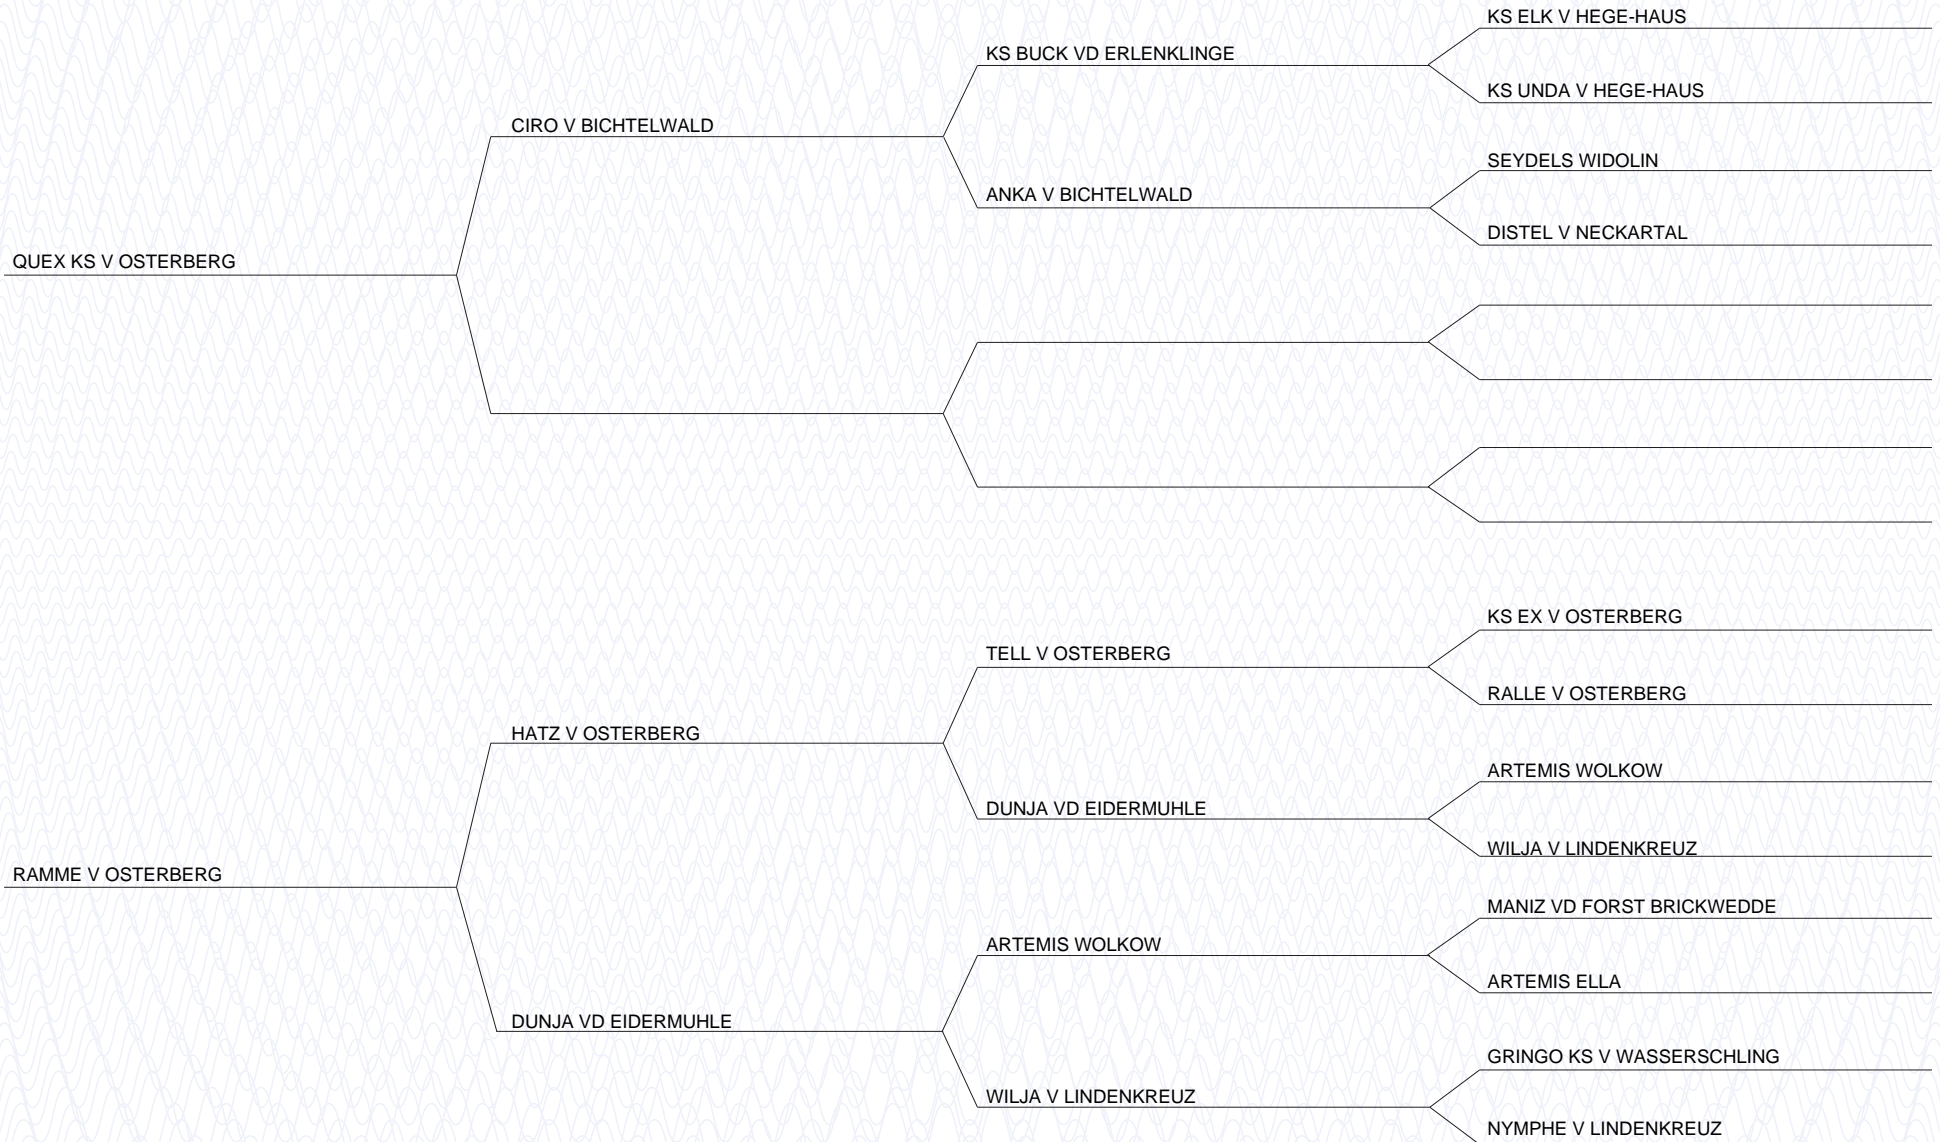 KS ELK V HEGE-HAUS
KS BUCK VD ERLENKLINGE
KS UNDA V HEGE-HAUS
CIRO V BICHTELWALD
SEYDELS WIDOLIN
ANKA V BICHTELWALD
DISTEL V NECKARTAL
QUEX KS V OSTERBERG
KS EX V OSTERBERG
TELL V OSTERBERG
RALLE V OSTERBERG
HATZ V OSTERBERG
ARTEMIS WOLKOW
DUNJA VD EIDERMUHLE
WILJA V LINDENKREUZ
RAMME V OSTERBERG
MANIZ VD FORST BRICKWEDDE
ARTEMIS WOLKOW
ARTEMIS ELLA
DUNJA VD EIDERMUHLE
GRINGO KS V WASSERSCHLING
WILJA V LINDENKREUZ
NYMPHE V LINDENKREUZ